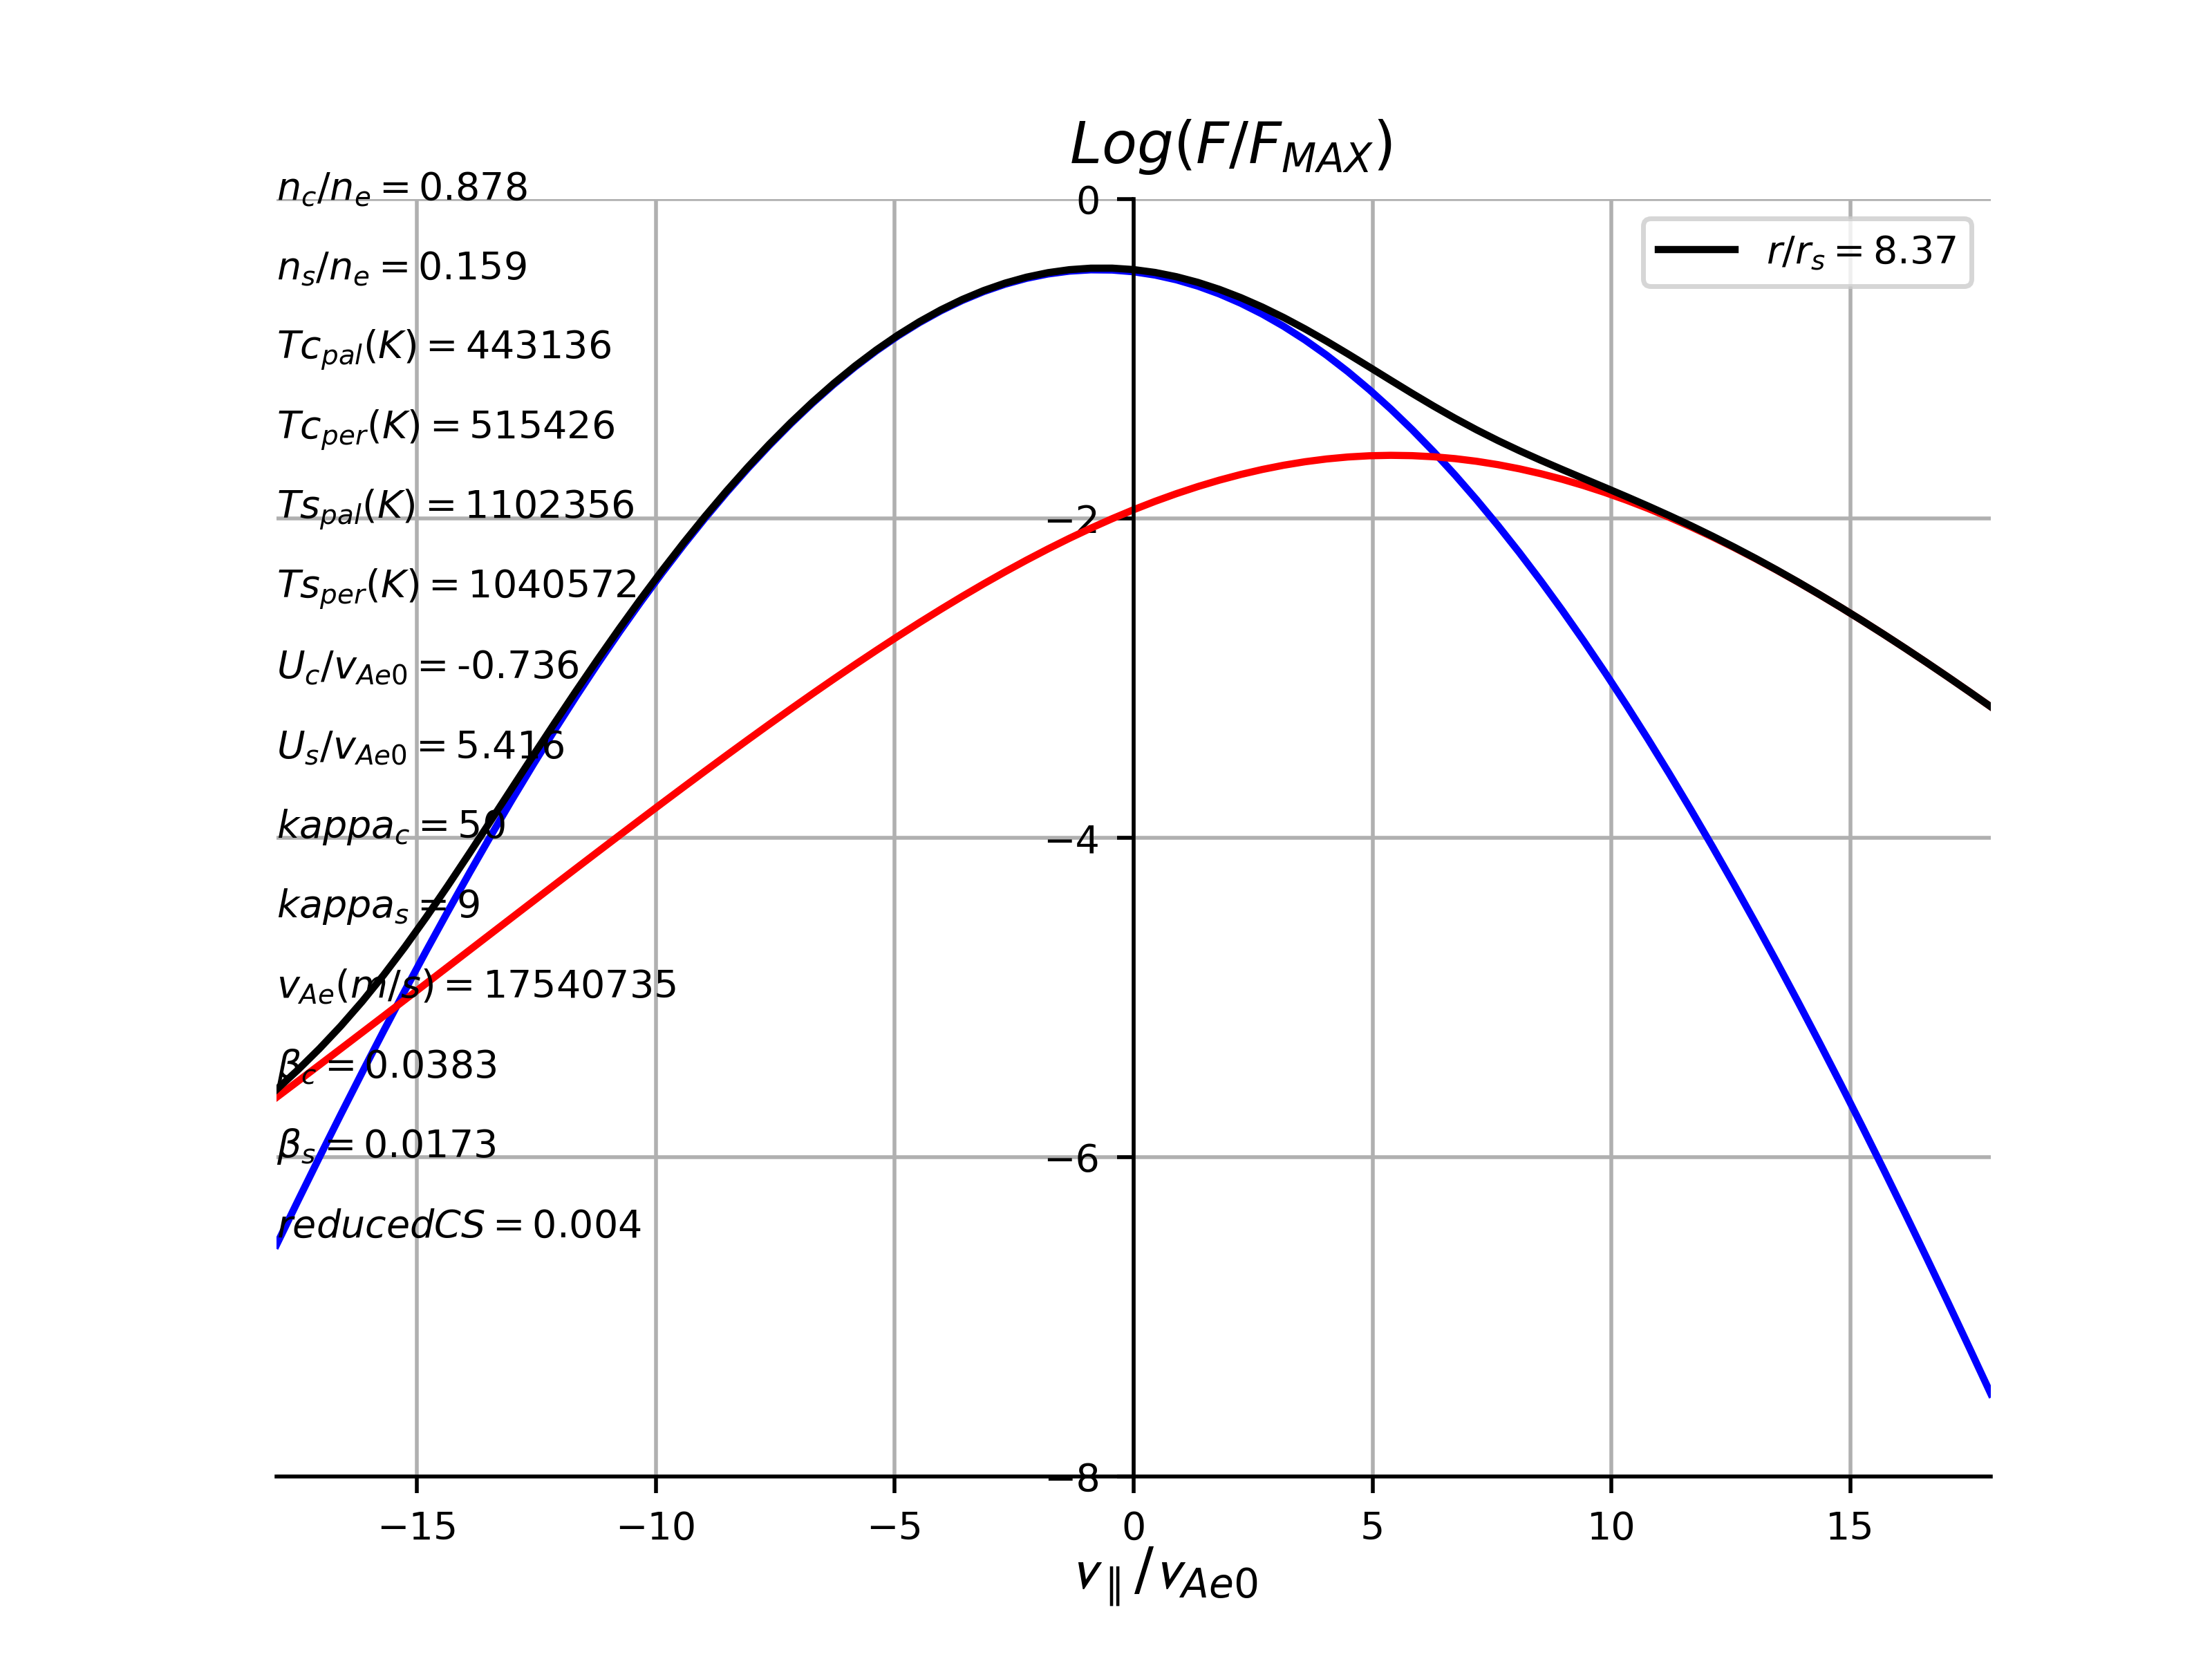 Log(F/F_MAX)
n_c/n_e = 0.878
0
r/r_s = 8.37
n_s/n_e = 0.159
Tc_pal(K) = 443136
Tc_per(K) = 515426
Ts_pal(K) = 1102356
−2
Ts_per(K) = 1040572
U_c/v_Ae0 = -0.736
U_s/v_Ae0 = 5.416
kappa_c = 50
−4
kappa_s = 9
v_Ae(m/s) = 17540735
β_c = 0.0383
β_s = 0.0173
−6
reducedCS = 0.004
−8
−15 −10 −5 0 5 10 15
v_∥/v_Ae0